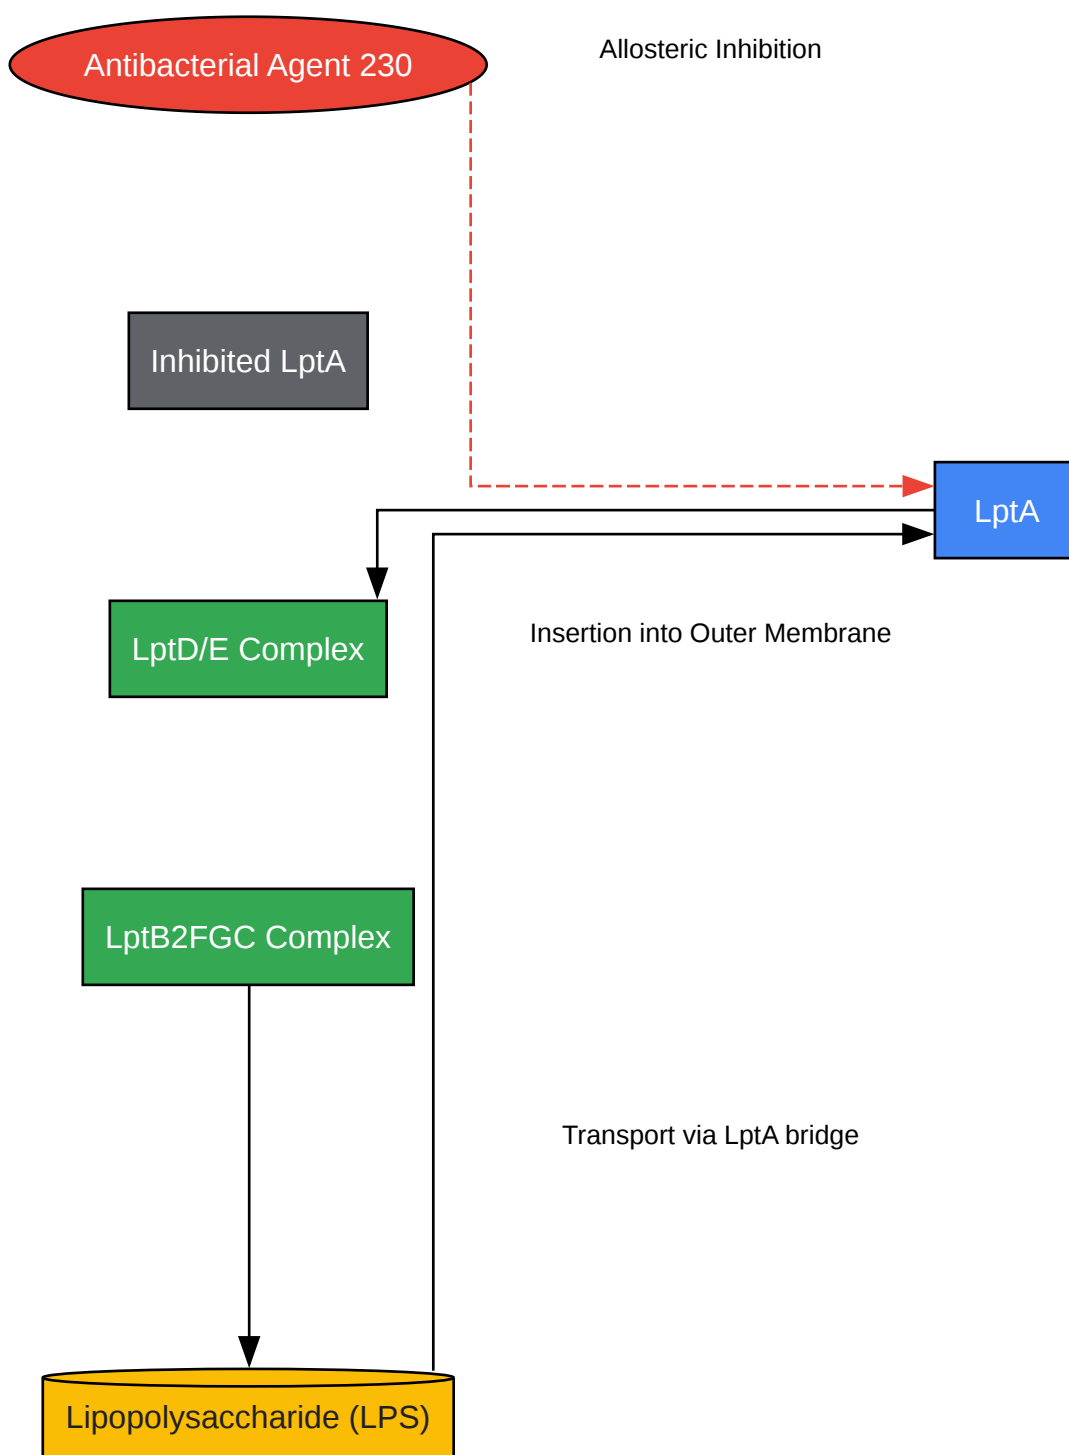 Antibacterial Agent 230
Allosteric Inhibition
Inhibited LptA
LptA
LptD/E Complex
Insertion into Outer Membrane
LptB2FGC Complex
Transport via LptA bridge
Lipopolysaccharide (LPS)